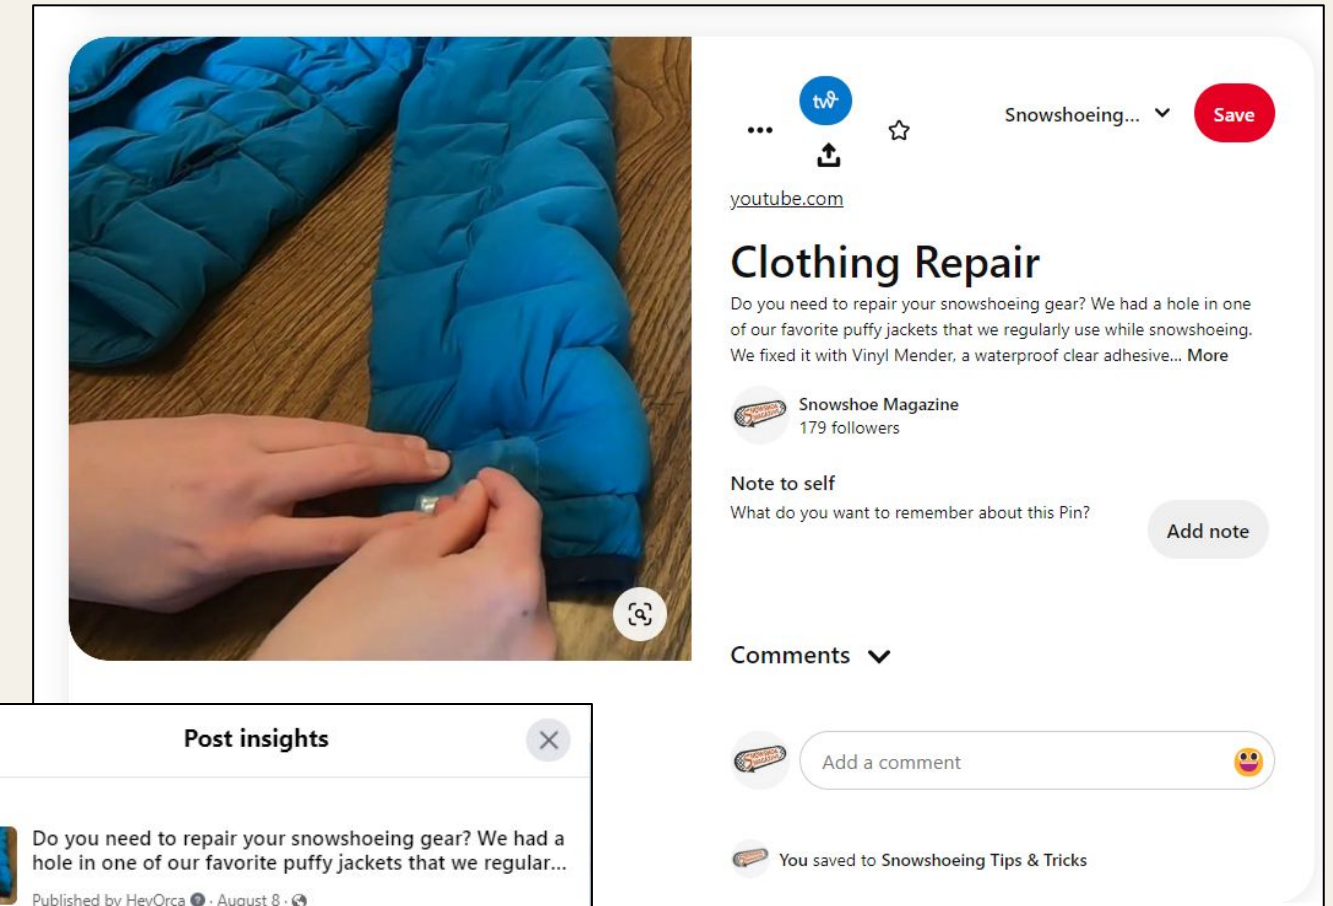 tw
Snowshoeing...
Save
youtube.com
Clothing Repair
Do you need to repair your snowshoeing gear? We had a hole in one
of our favorite puffy jackets that we regularly use while snowshoeing.
We fixed it with Vinyl Mender, a waterproof clear adhesive... More
SNOWSHOE
MAGAZINE
Snowshoe Magazine
179 followers
Note to self
What do you want to remember about this Pin?
Add note
Comments
Add a comment
You saved to Snowshoeing Tips & Tricks
Post insights
Do you need to repair your snowshoeing gear? We had a
hole in one of our favorite puffy jackets that we regular...
Published by HeyOrca · August 8 ·